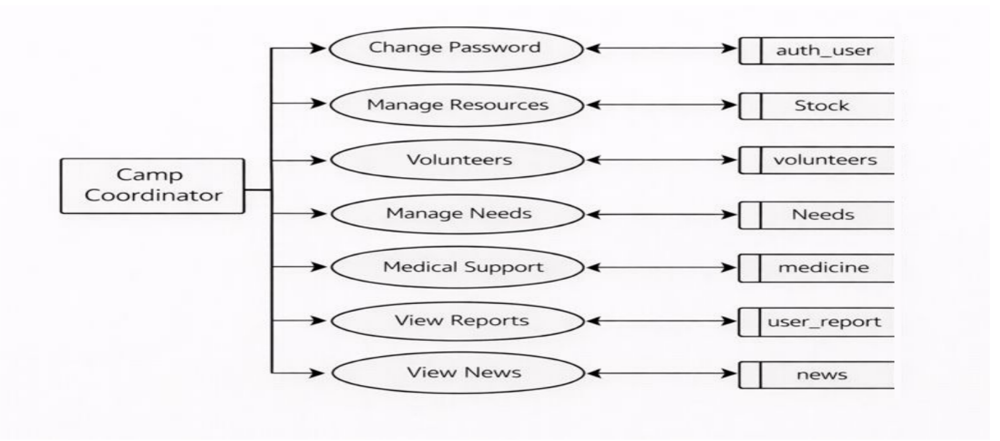 Change Password
auth_user
Manage Resources
Stock
Volunteers
volunteers
Camp
Coordinator
Manage Needs
Needs
Medical Support
medicine
View Reports
user_report
View News
news